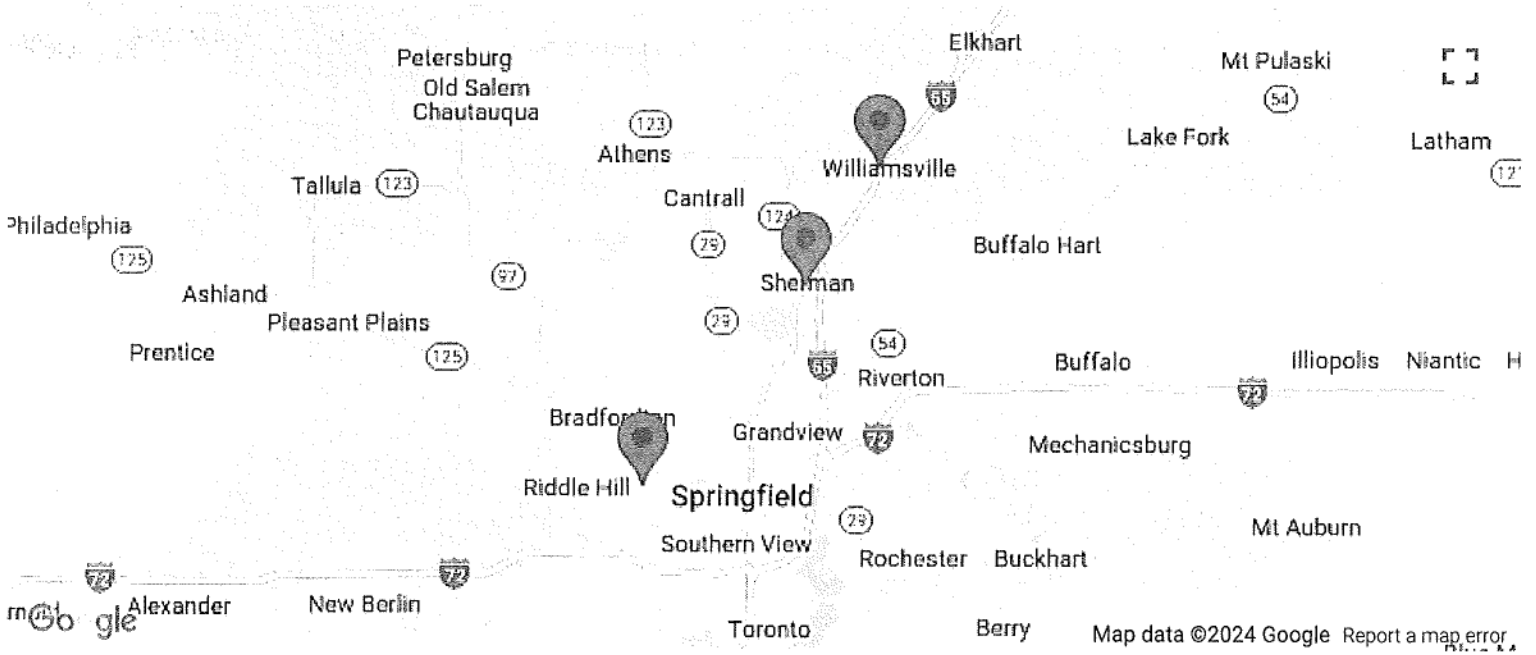 Elkhart
Petersburg
Mt Pulaski
Old Salem
Chautauqua
55
54
123
Athens
Lake Fork
Latham
Williamsville
Tallula
123
Cantrall
124
Philadelphia
125
29
Buffalo Hart
97
Sherman
Ashland
Pleasant Plains
29
Prentice
125
54
55
Riverton
Buffalo
Illiopolis
Niantic
H
72
Grandview
72
Mechanicsburg
Riddle Hill
Springfield
29
Mt Auburn
Southern View
Rochester
Buckhart
72
72
Alexander
New Berlin
Google
Toronto
Berry
Map data ©2024 Google
Report a map error